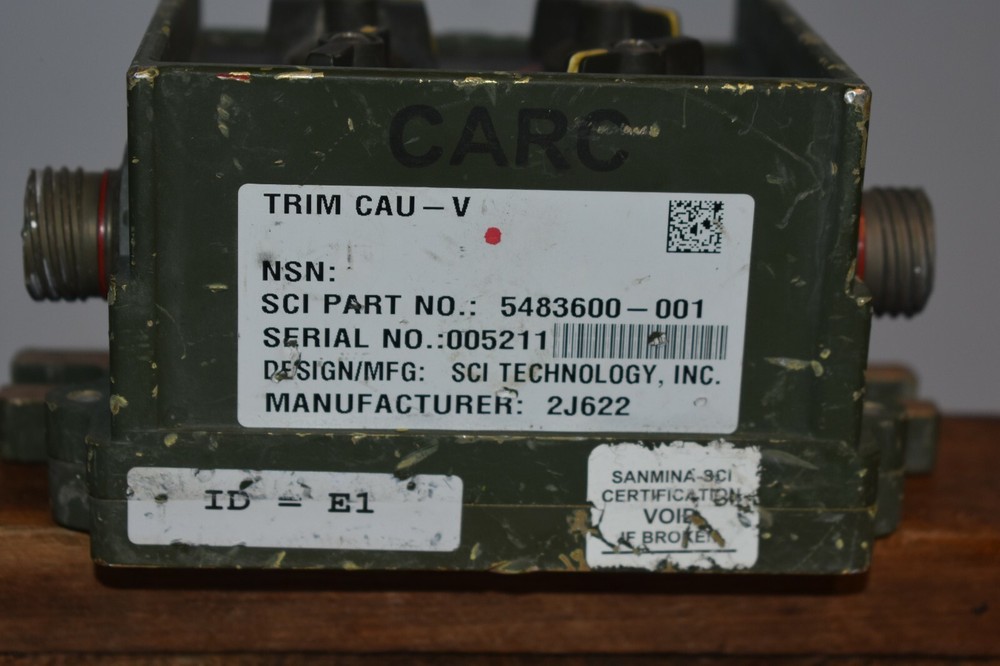 CARC
TRIM CAU-V
NSN:
SCI PART NO.: 5483600-001
SERIAL NO.:005211
DESIGN/MFG: SCI TECHNOLOGY, INC.
MANUFACTURER: 2J622
ID = E1
SANMINA-SCI
CERTIFICATION
VOID
IF BROKEN